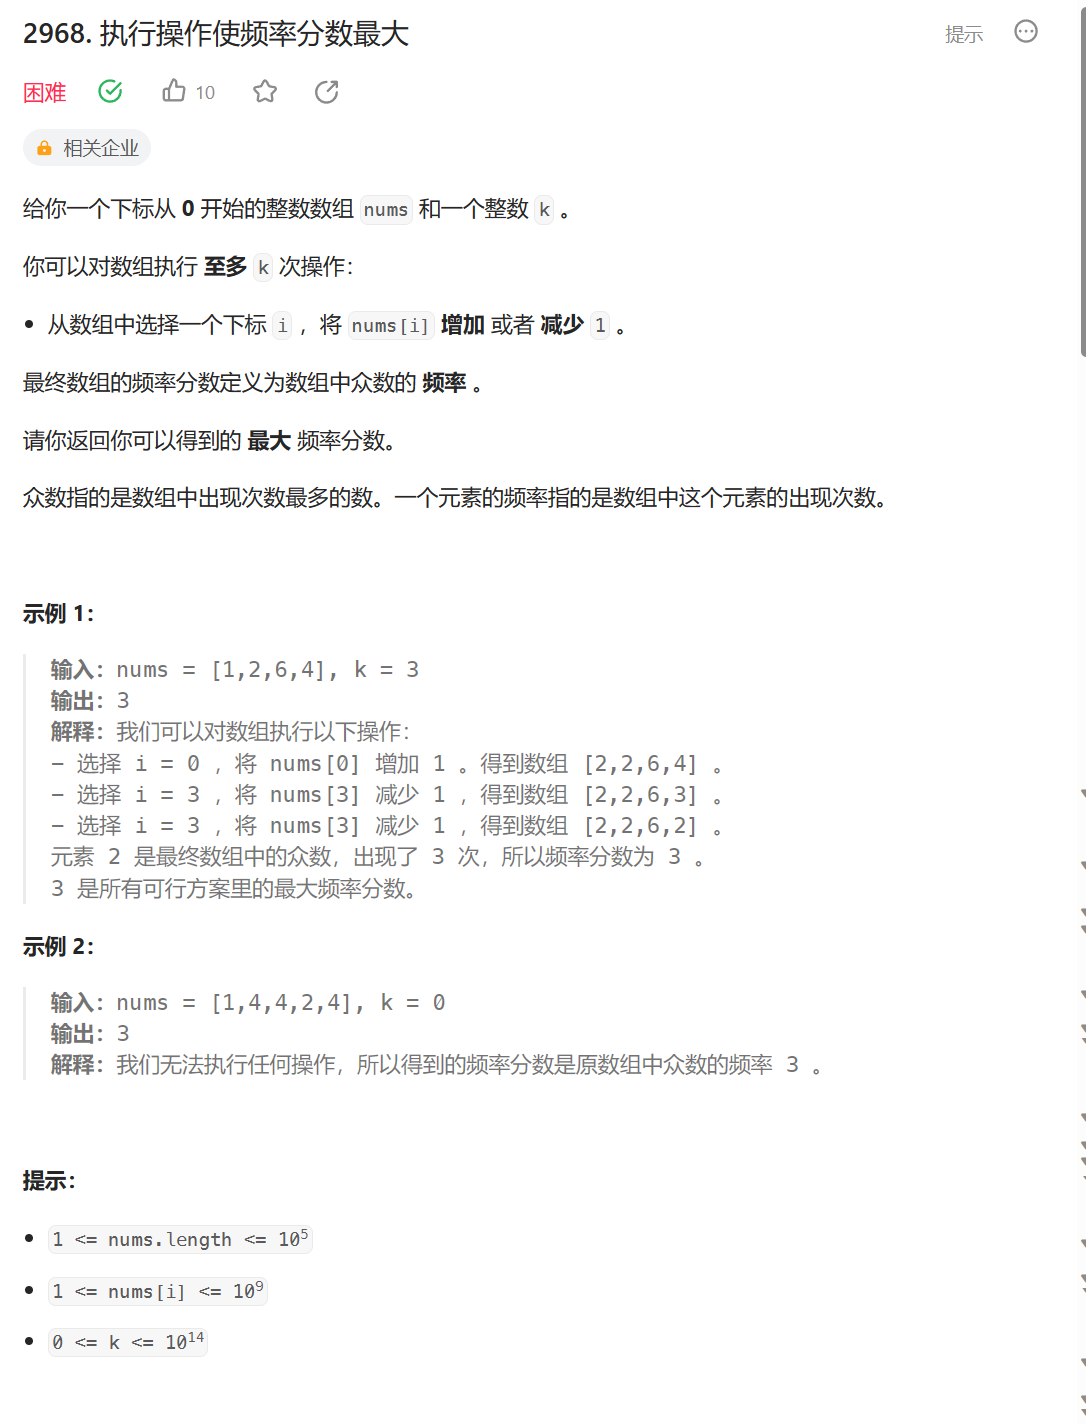 2968. 执行操作使频率分数最大
提示
困难
10
相关企业
给你一个下标从 0 开始的整数数组 nums 和一个整数 k 。
你可以对数组执行 至多 k 次操作：
从数组中选择一个下标 i ，将 nums[i] 增加 或者 减少 1 。
最终数组的频率分数定义为数组中众数的 频率 。
请你返回你可以得到的 最大 频率分数。
众数指的是数组中出现次数最多的数。一个元素的频率指的是数组中这个元素的出现次数。
示例 1：
输入：nums = [1,2,6,4], k = 3
输出：3
解释：我们可以对数组执行以下操作：
- 选择 i = 0 ，将 nums[0] 增加 1 。得到数组 [2,2,6,4] 。
- 选择 i = 3 ，将 nums[3] 减少 1 ，得到数组 [2,2,6,3] 。
- 选择 i = 3 ，将 nums[3] 减少 1 ，得到数组 [2,2,6,2] 。
元素 2 是最终数组中的众数，出现了 3 次，所以频率分数为 3 。
3 是所有可行方案里的最大频率分数。
示例 2：
输入：nums = [1,4,4,2,4], k = 0
输出：3
解释：我们无法执行任何操作，所以得到的频率分数是原数组中众数的频率 3 。
提示：
1 <= nums.length <= 10⁵
1 <= nums[i] <= 10⁹
0 <= k <= 10¹⁴